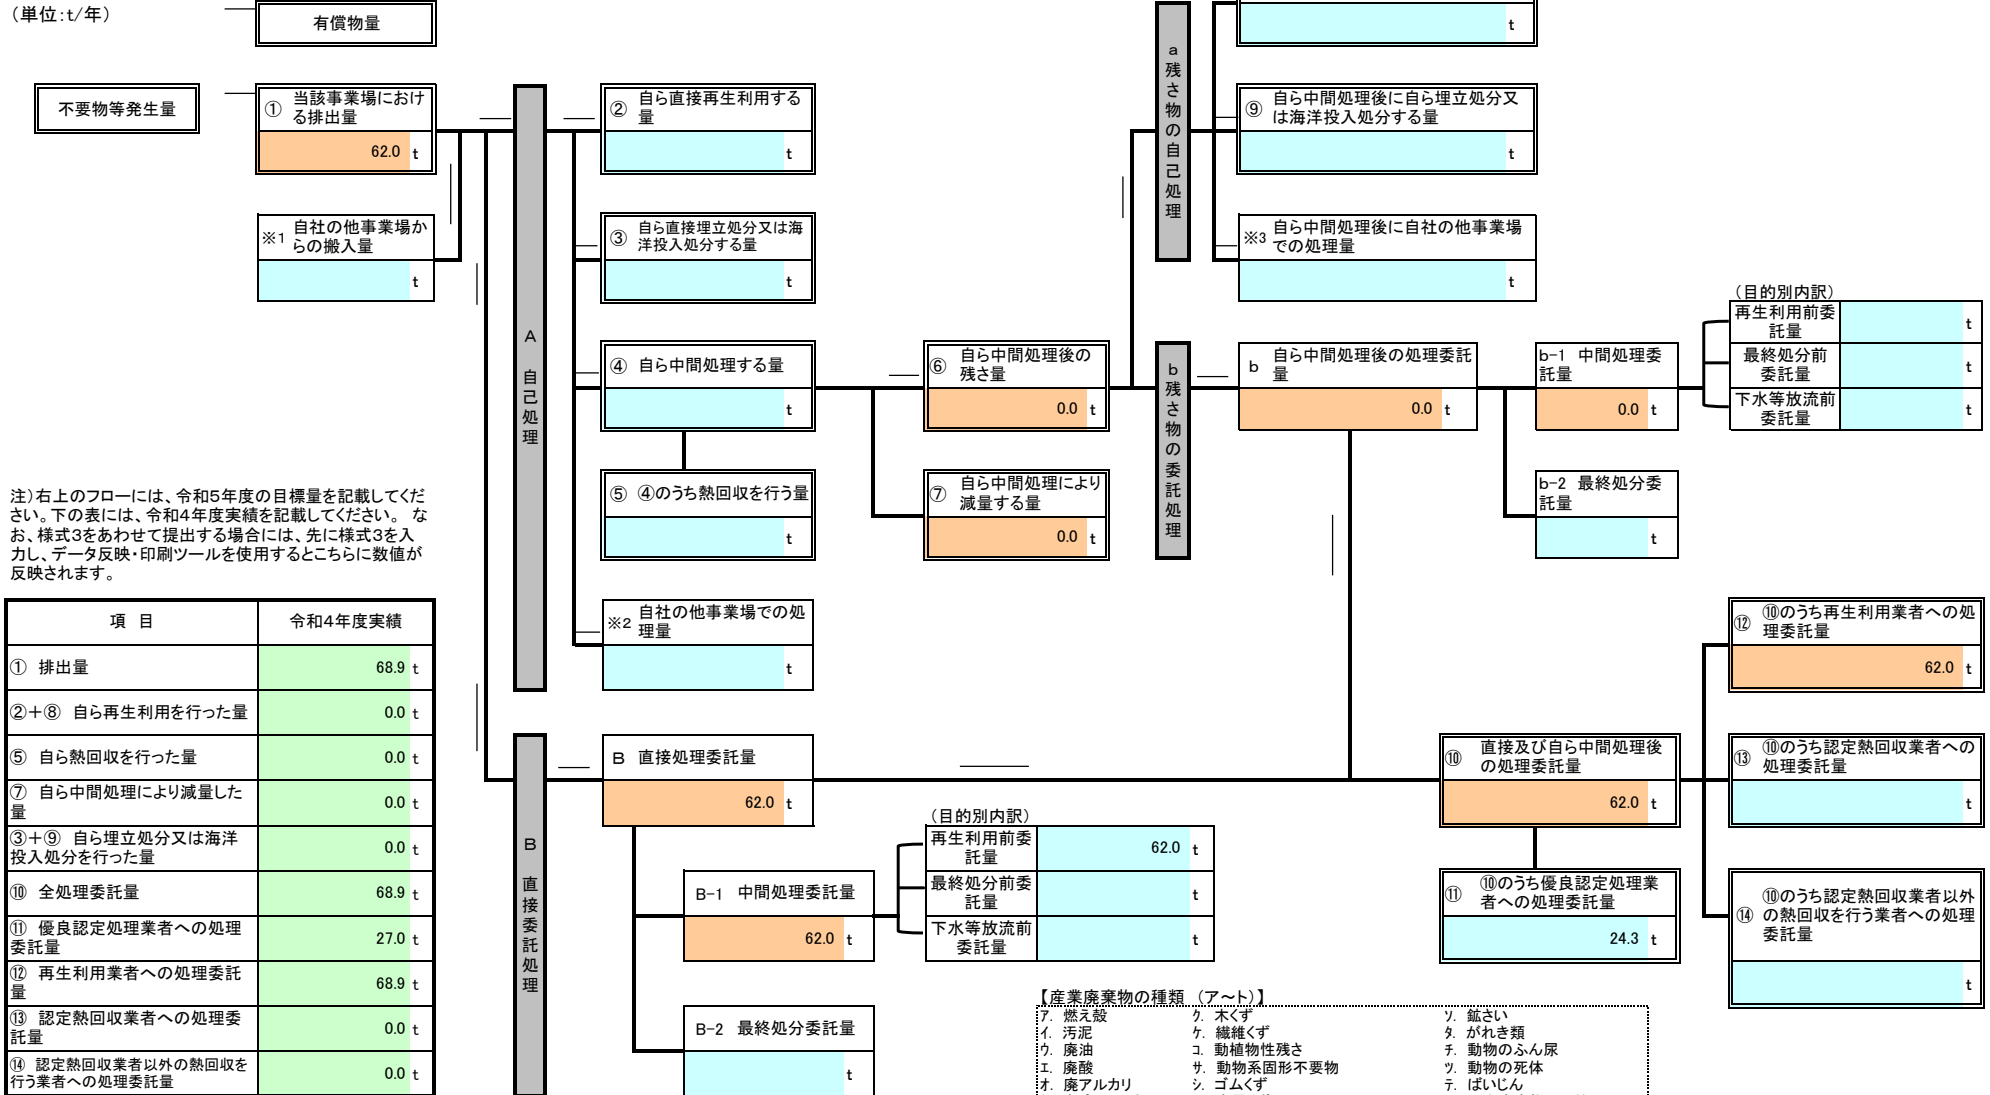 (単位:t/年)
有償物量
不要物等発生量
① 当該事業場におけ
る排出量
62.0 t
※1 自社の他事業場か
らの搬入量
t
A 自己処理
② 自ら直接再生利用する
量
t
③ 自ら直接埋立処分又は海
洋投入処分する量
t
④ 自ら中間処理する量
t
⑤ ④のうち熱回収を行う量
t
※2 自社の他事業場での処
理量
t
⑥ 自ら中間処理後の
残さ量
0.0 t
⑦ 自ら中間処理により
減量する量
0.0 t
a 残さ物の自己処理
t
⑨ 自ら中間処理後に自ら埋立処分又
は海洋投入処分する量
t
※3 自ら中間処理後に自社の他事業場
での処理量
t
b 残さ物の委託処理
b 自ら中間処理後の処理委託
量
0.0 t
b-1 中間処理委
託量
0.0 t
b-2 最終処分委
託量
t
(目的別内訳)
再生利用前委
託量
t
最終処分前
委託量
t
下水等放流前
委託量
t
注)右上のフローには、令和5年度の目標量を記載してくだ
さい。下の表には、令和4年度実績を記載してください。 な
お、様式3をあわせて提出する場合には、先に様式3を入
力し、データ反映・印刷ツールを使用するとこちらに数値が
反映されます。
項 目 令和4年度実績
① 排出量 68.9 t
②+⑧ 自ら再生利用を行った量 0.0 t
⑤ 自ら熱回収を行った量 0.0 t
⑦ 自ら中間処理により減量した
量 0.0 t
③+⑨ 自ら埋立処分又は海洋
投入処分を行った量 0.0 t
⑩ 全処理委託量 68.9 t
⑪ 優良認定処理業者への処理
委託量 27.0 t
⑫ 再生利用業者への処理委託
量 68.9 t
⑬ 認定熱回収業者への処理委
託量 0.0 t
⑭ 認定熱回収業者以外の熱回収を
行う業者への処理委託量 0.0 t
B 直接委託処理
B 直接処理委託量
62.0 t
B-1 中間処理委託量
62.0 t
B-2 最終処分委託量
t
(目的別内訳)
再生利用前委
託量
62.0 t
最終処分前委
託量
t
下水等放流前
委託量
t
⑩ 直接及び自ら中間処理後
の処理委託量
62.0 t
⑪ ⑩のうち優良認定処理業
者への処理委託量
24.3 t
⑫ ⑩のうち再生利用業者への処
理委託量
62.0 t
⑬ ⑩のうち認定熱回収業者への
処理委託量
t
⑭ ⑩のうち認定熱回収業者以外
の熱回収を行う業者への処理
委託量
t
【産業廃棄物の種類 (ア~ト)】
ア. 燃え殻 ク. 木くず ソ. 鉱さい
イ. 汚泥 ケ. 繊維くず タ. がれき類
ウ. 廃油 コ. 動植物性残さ チ. 動物のふん尿
エ. 廃酸 サ. 動物系固形不要物 ツ. 動物の死体
オ. 廃アルカリ シ. ゴムくず テ. ばいじん